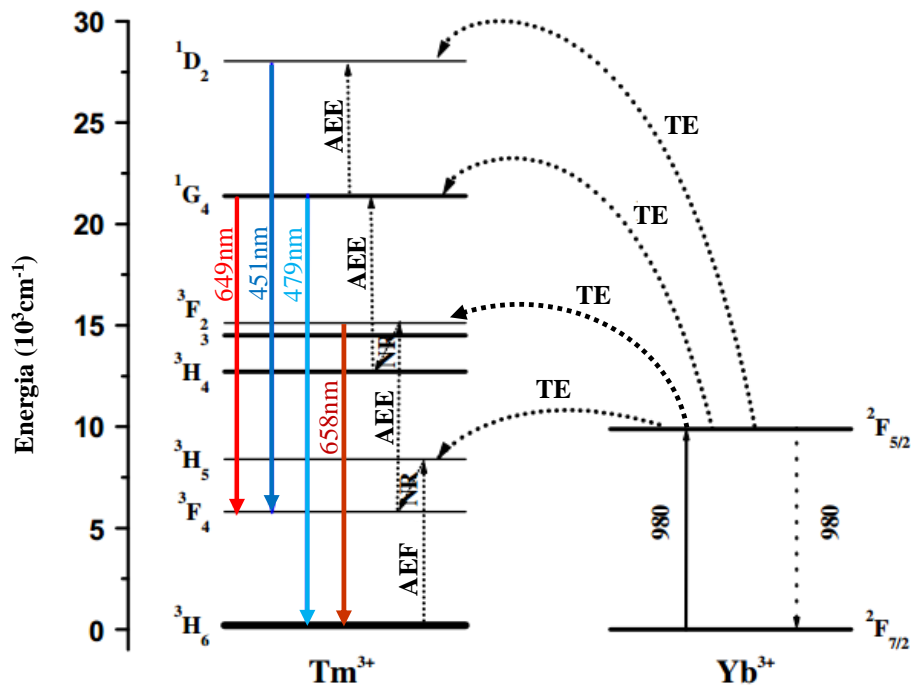 Energia (10³cm⁻¹)
30
25
20
15
10
5
0
¹D₂
¹G₄
³F₂
³
³H₄
³H₅
³F₄
³H₆
649nm
451nm
479nm
658nm
AEE
AEE
AEE
AEF
NR
NR
TE
TE
TE
TE
²F₅/₂
²F₇/₂
980
980
Tm³⁺
Yb³⁺